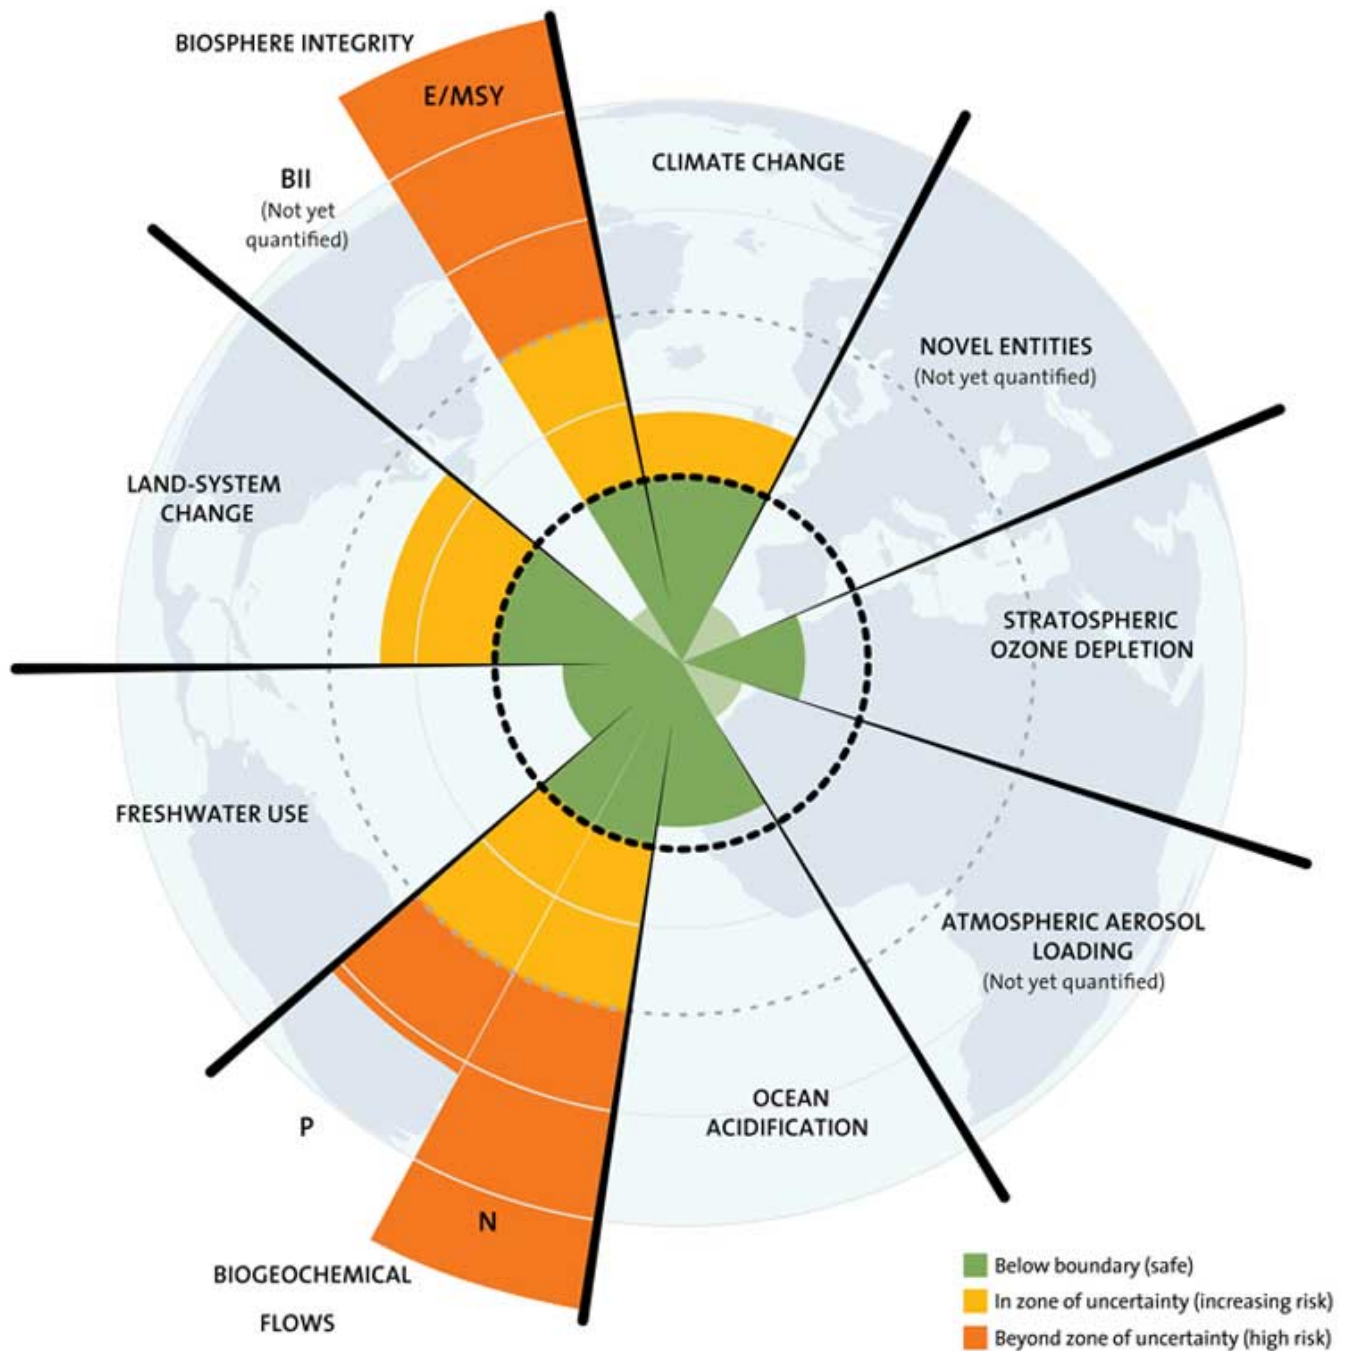 BIOSPHERE INTEGRITY
E/MSY
BII
(Not yet
quantified)
CLIMATE CHANGE
NOVEL ENTITIES
(Not yet quantified)
LAND-SYSTEM
CHANGE
STRATOSPHERIC
OZONE DEPLETION
FRESHWATER USE
ATMOSPHERIC AEROSOL
LOADING
(Not yet quantified)
OCEAN
ACIDIFICATION
P
N
BIOGEOCHEMICAL
FLOWS
Below boundary (safe)
In zone of uncertainty (increasing risk)
Beyond zone of uncertainty (high risk)